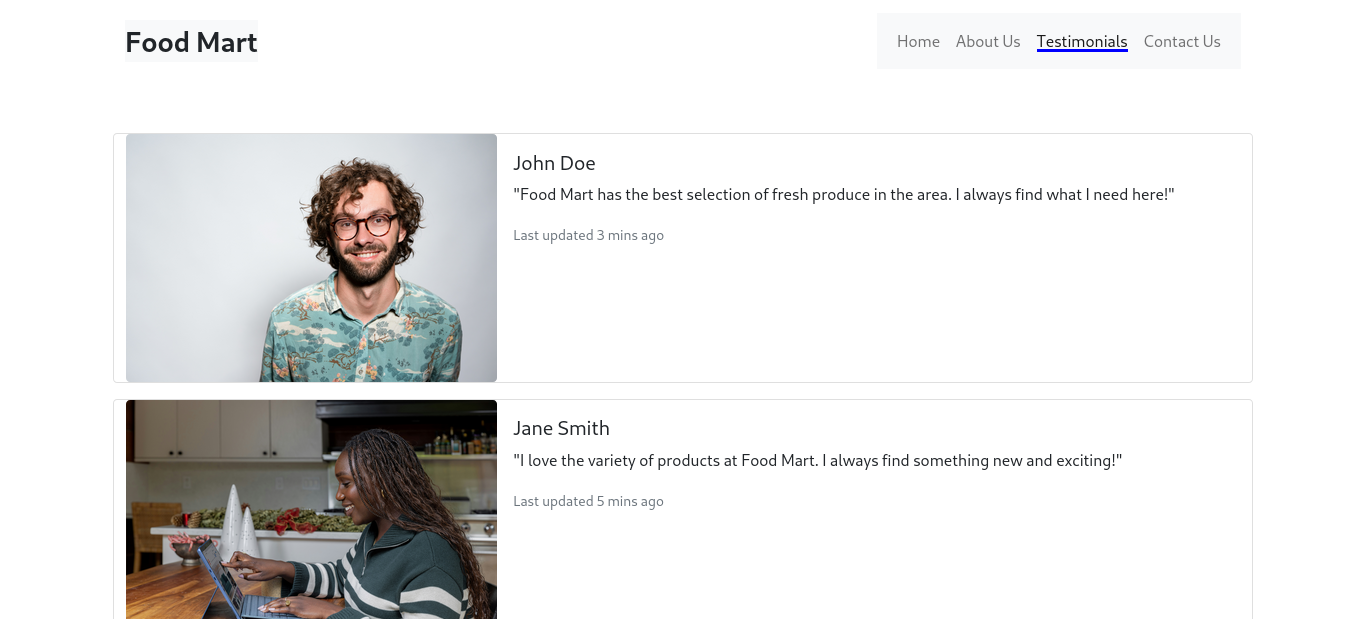 Food Mart
Home About Us Testimonials Contact Us
John Doe
"Food Mart has the best selection of fresh produce in the area. I always find what I need here!"
Last updated 3 mins ago
Jane Smith
"I love the variety of products at Food Mart. I always find something new and exciting!"
Last updated 5 mins ago